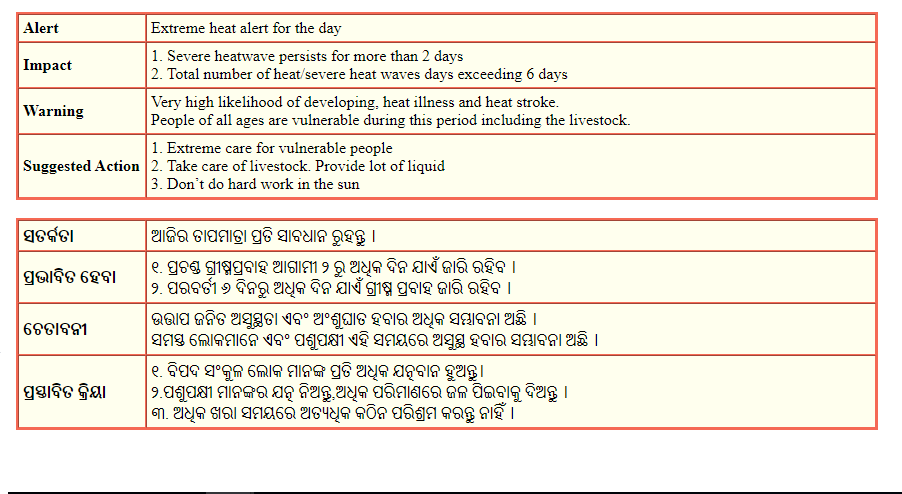 Alert Extreme heat alert for the day
Impact 1. Severe heatwave persists for more than 2 days
2. Total number of heat/severe heat waves days exceeding 6 days
Warning Very high likelihood of developing, heat illness and heat stroke.
People of all ages are vulnerable during this period including the livestock.
Suggested Action 1. Extreme care for vulnerable people
2. Take care of livestock. Provide lot of liquid
3. Don’t do hard work in the sun
ସତର୍କତା ଆଜିର ତାପମାତ୍ରା ପ୍ରତି ସାବଧାନ ରୁହନ୍ତୁ ।
ପ୍ରଭାବିତ ହେବା ୧. ପ୍ରଚଣ୍ଡ ଗ୍ରୀଷ୍ମପ୍ରବାହ ଆଗାମୀ ୨ ରୁ ଅଧିକ ଦିନ ଯାଏଁ ଜାରି ରହିବ ।
୨. ପରବର୍ତୀ ୬ ଦିନରୁ ଅଧିକ ଦିନ ଯାଏଁ ଗ୍ରୀଷ୍ମ ପ୍ରବାହ ଜାରି ରହିବ ।
ଚେତାବନୀ ଉତ୍ତାପ ଜନିତ ଅସୁସ୍ଥତା ଏବଂ ଅଂଶୁଘାତ ହବାର ଅଧିକ ସମ୍ଭାବନା ଅଛି ।
ସମସ୍ତ ଲୋକମାନେ ଏବଂ ପଶୁପକ୍ଷୀ ଏହି ସମୟରେ ଅସୁସ୍ଥ ହବାର ସମ୍ଭାବନା ଅଛି ।
ପ୍ରସ୍ତାବିତ କ୍ରିୟା ୧. ବିପଦ ସଂକୁଳ ଲୋକ ମାନଙ୍କ ପ୍ରତି ଅଧିକ ଯତ୍ନବାନ ହୁଅନ୍ତୁ।
୨.ପଶୁପକ୍ଷୀ ମାନଙ୍କର ଯତ୍ନ ନିଅନ୍ତୁ,ଅଧିକ ପରିମାଣରେ ଜଳ ପିଇବାକୁ ଦିଅନ୍ତୁ ।
୩. ଅଧିକ ଖରା ସମୟରେ ଅତ୍ୟଧିକ କଠିନ ପରିଶ୍ରମ କରନ୍ତୁ ନାହିଁ ।